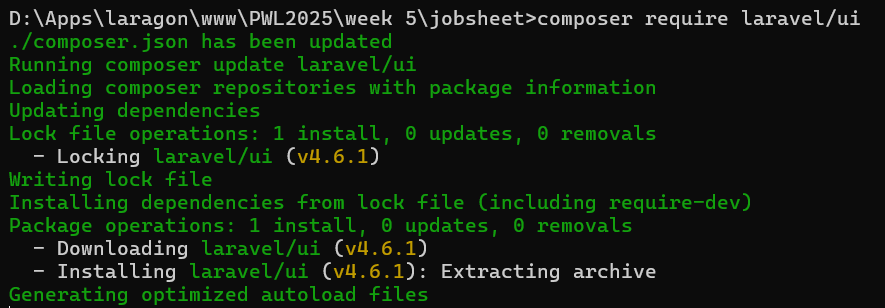 D:\Apps\laragon\www\PWL2025\week 5\jobsheet>composer require laravel/ui
./composer.json has been updated
Running composer update laravel/ui
Loading composer repositories with package information
Updating dependencies
Lock file operations: 1 install, 0 updates, 0 removals
  - Locking laravel/ui (v4.6.1)
Writing lock file
Installing dependencies from lock file (including require-dev)
Package operations: 1 install, 0 updates, 0 removals
  - Downloading laravel/ui (v4.6.1)
  - Installing laravel/ui (v4.6.1): Extracting archive
Generating optimized autoload files